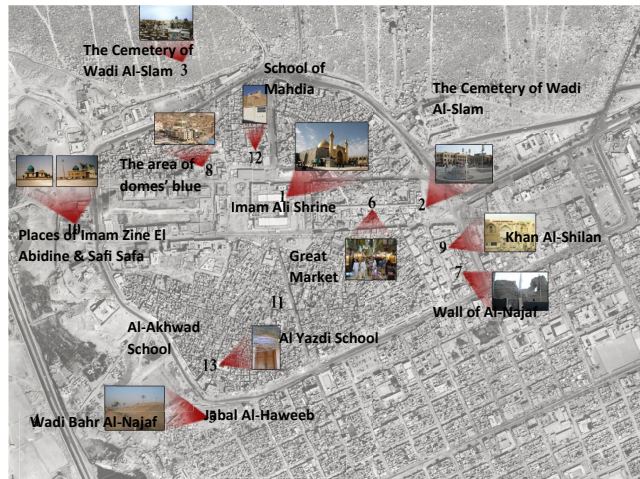 The Cemetery of
Wadi Al-Slam
3
School of
Mahdia
The Cemetery of Wadi
Al-Slam
12
The area of
domes' blue
8
1
Imam Ali Shrine
6
2
Places of Imam Zine El
Abidine & Safi Safa
9
Khan Al-Shilan
Great
Market
7
Wall of Al-Najaf
11
Al-Akhwad
School
Al Yazdi School
13
Wadi Bahr Al-Najaf
Jabal Al-Haweeb
5